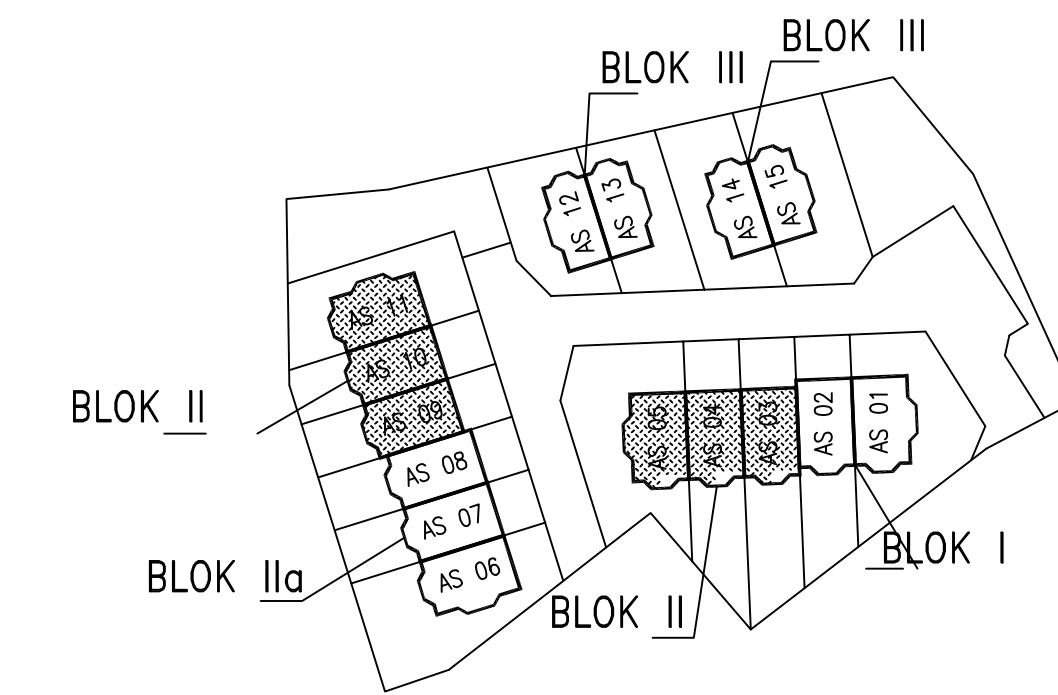 BLOK III
BLOK III
AS 12
AS 13
AS 14
AS 15
AS 11
AS 10
AS 09
AS 08
AS 07
AS 06
BLOK II
BLOK IIa
AS 05
AS 04
AS 03
AS 02
AS 01
BLOK I
BLOK II